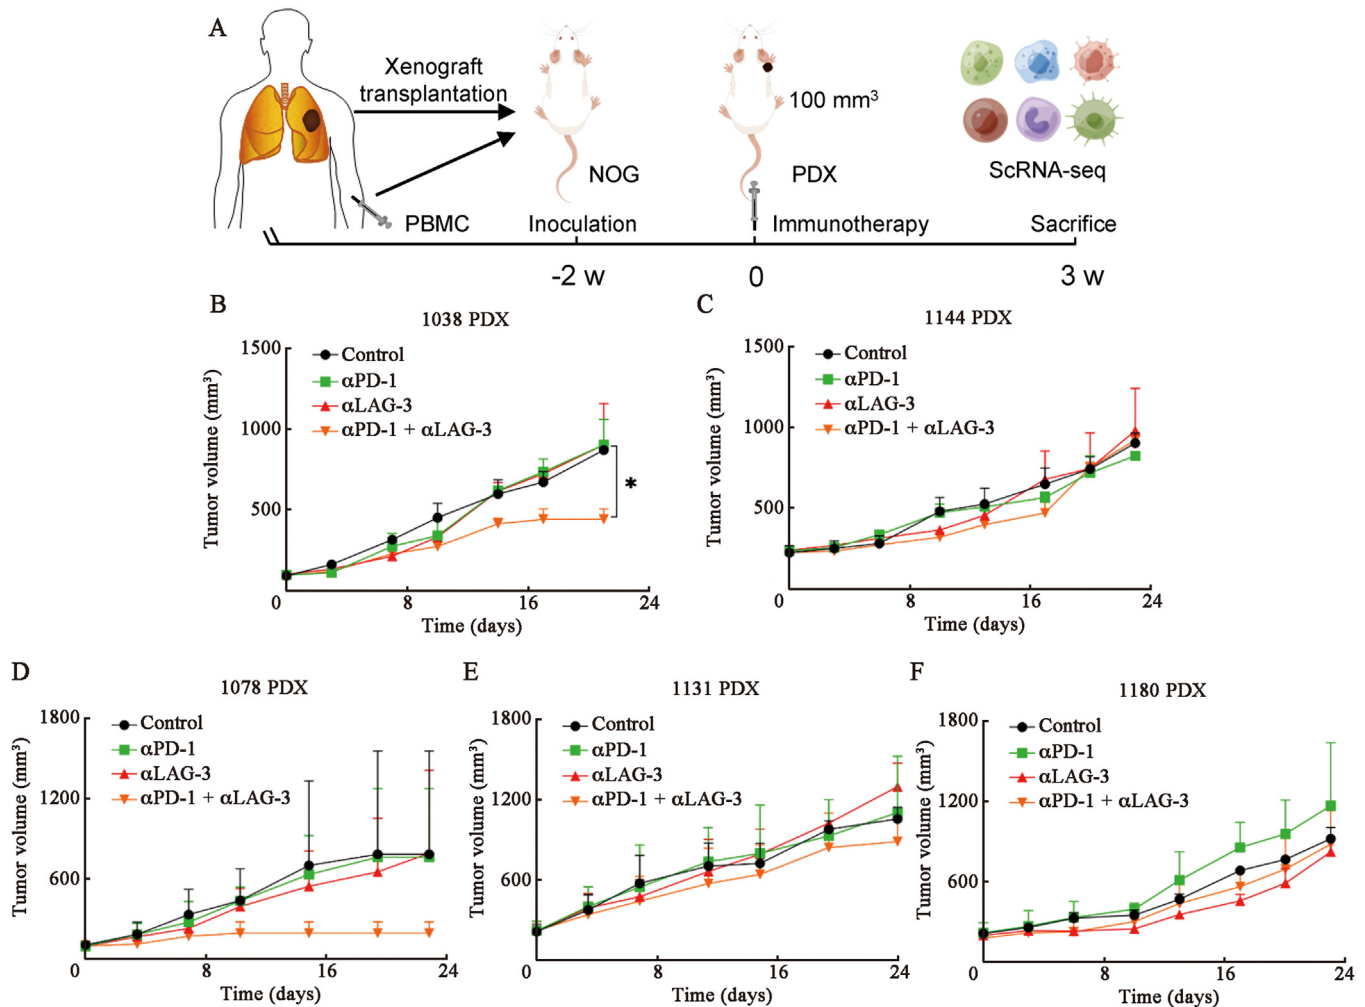 A
Xenograft
transplantation
100 mm³
NOG
PDX
ScRNA-seq
PBMC
Inoculation
Immunotherapy
Sacrifice
-2 w
0
3 w
B
1038 PDX
Tumor volume (mm³)
1500
1000
500
Control
αPD-1
αLAG-3
αPD-1 + αLAG-3
*
0
8
16
24
Time (days)
C
1144 PDX
Tumor volume (mm³)
1500
1000
500
Control
αPD-1
αLAG-3
αPD-1 + αLAG-3
0
8
16
24
Time (days)
D
1078 PDX
Tumor volume (mm³)
1800
1200
600
Control
αPD-1
αLAG-3
αPD-1 + αLAG-3
0
8
16
24
Time (days)
E
1131 PDX
Tumor volume (mm³)
1800
1200
600
Control
αPD-1
αLAG-3
αPD-1 + αLAG-3
0
8
16
24
Time (days)
F
1180 PDX
Tumor volume (mm³)
1800
1200
600
Control
αPD-1
αLAG-3
αPD-1 + αLAG-3
0
8
16
24
Time (days)